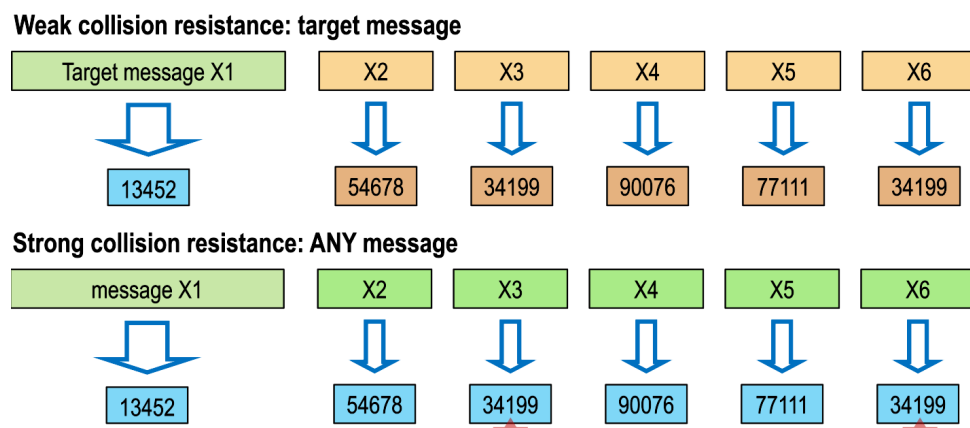 Weak collision resistance: target message
Target message X1 X2 X3 X4 X5 X6
13452 54678 34199 90076 77111 34199
Strong collision resistance: ANY message
message X1 X2 X3 X4 X5 X6
13452 54678 34199 90076 77111 34199